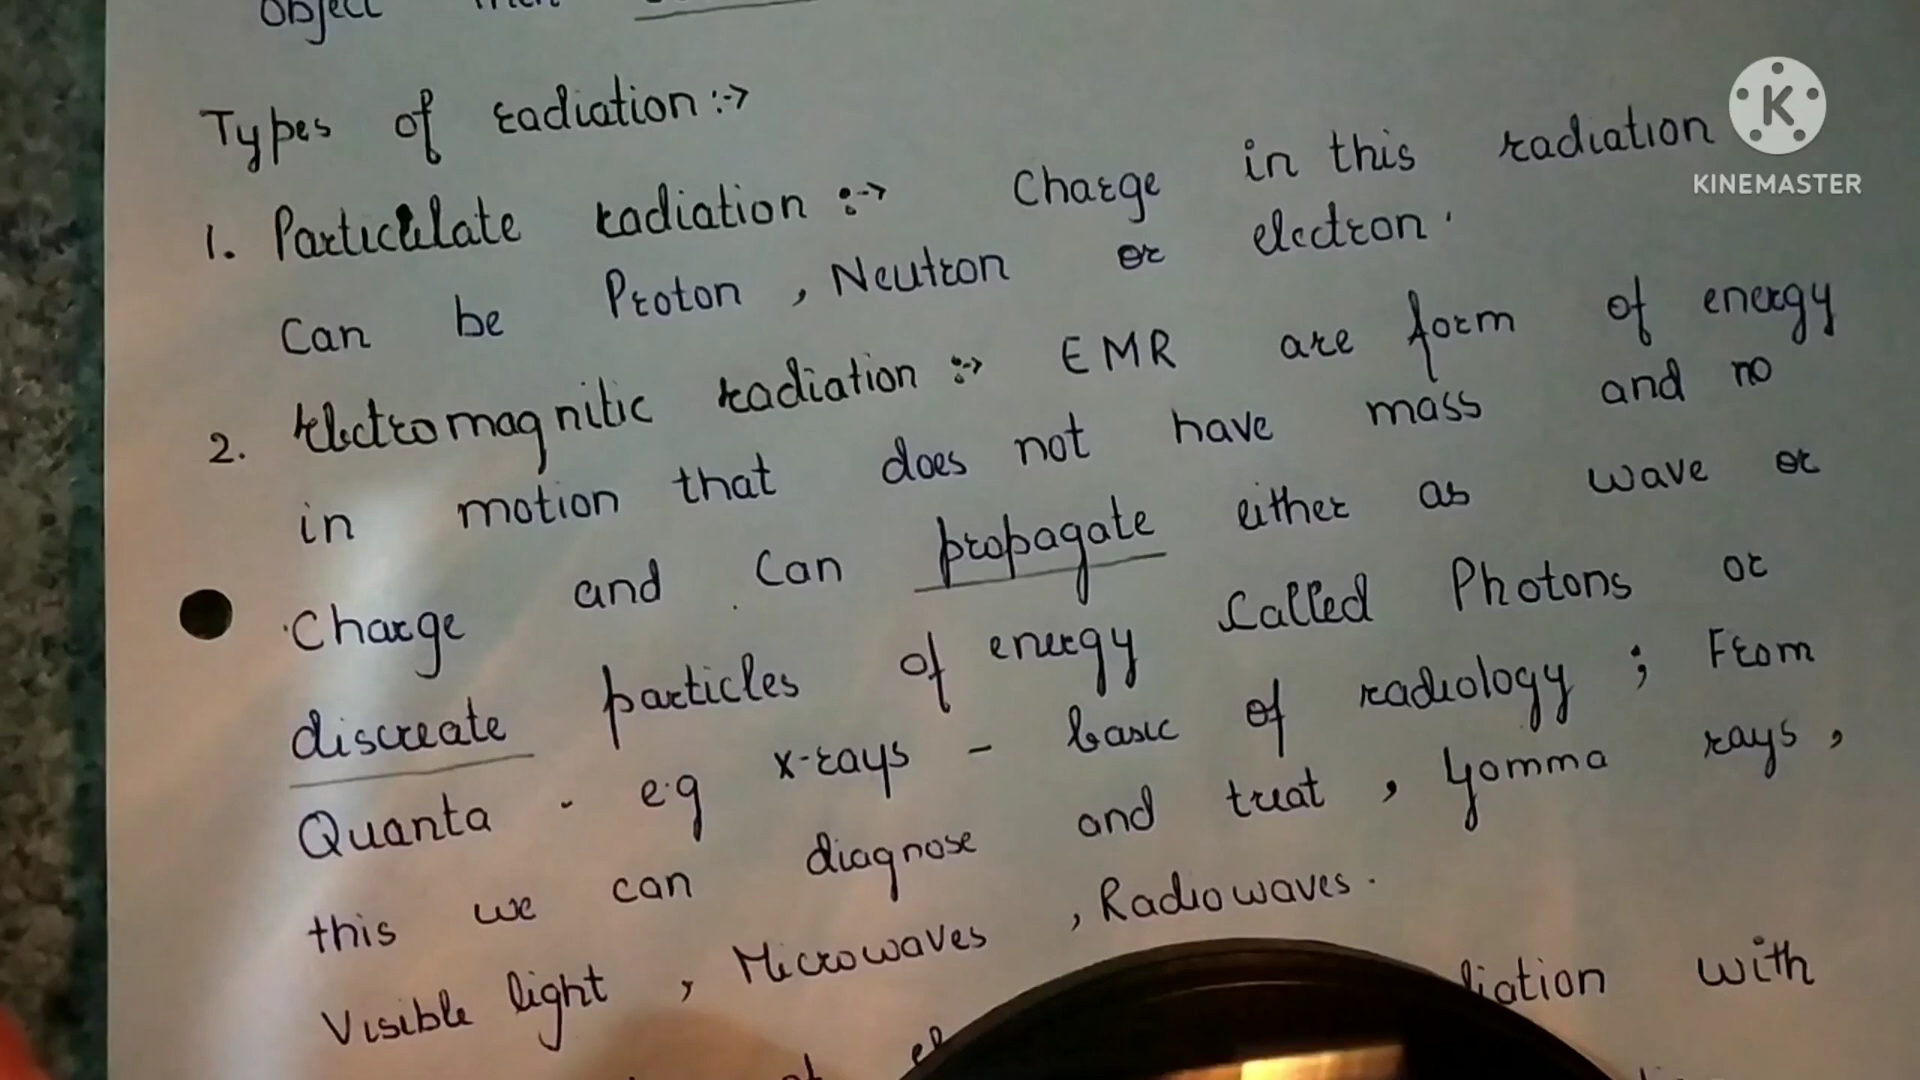 object
Types of radiation :->
1. Particulate radiation :-> Charge in this radiation
can be Proton , Neutron or electron .
2. Electromagnitic radiation :-> EMR are form of energy
in motion that does not have mass and no
Charge and can propagate either as wave or
discreate particles of energy called Photons or
Quanta . e.g x-rays - basic of radiology ; From
this we can diagnose and treat , Gomma rays ,
Visible light , Microwaves , Radiowaves .
with
K
KINEMASTER